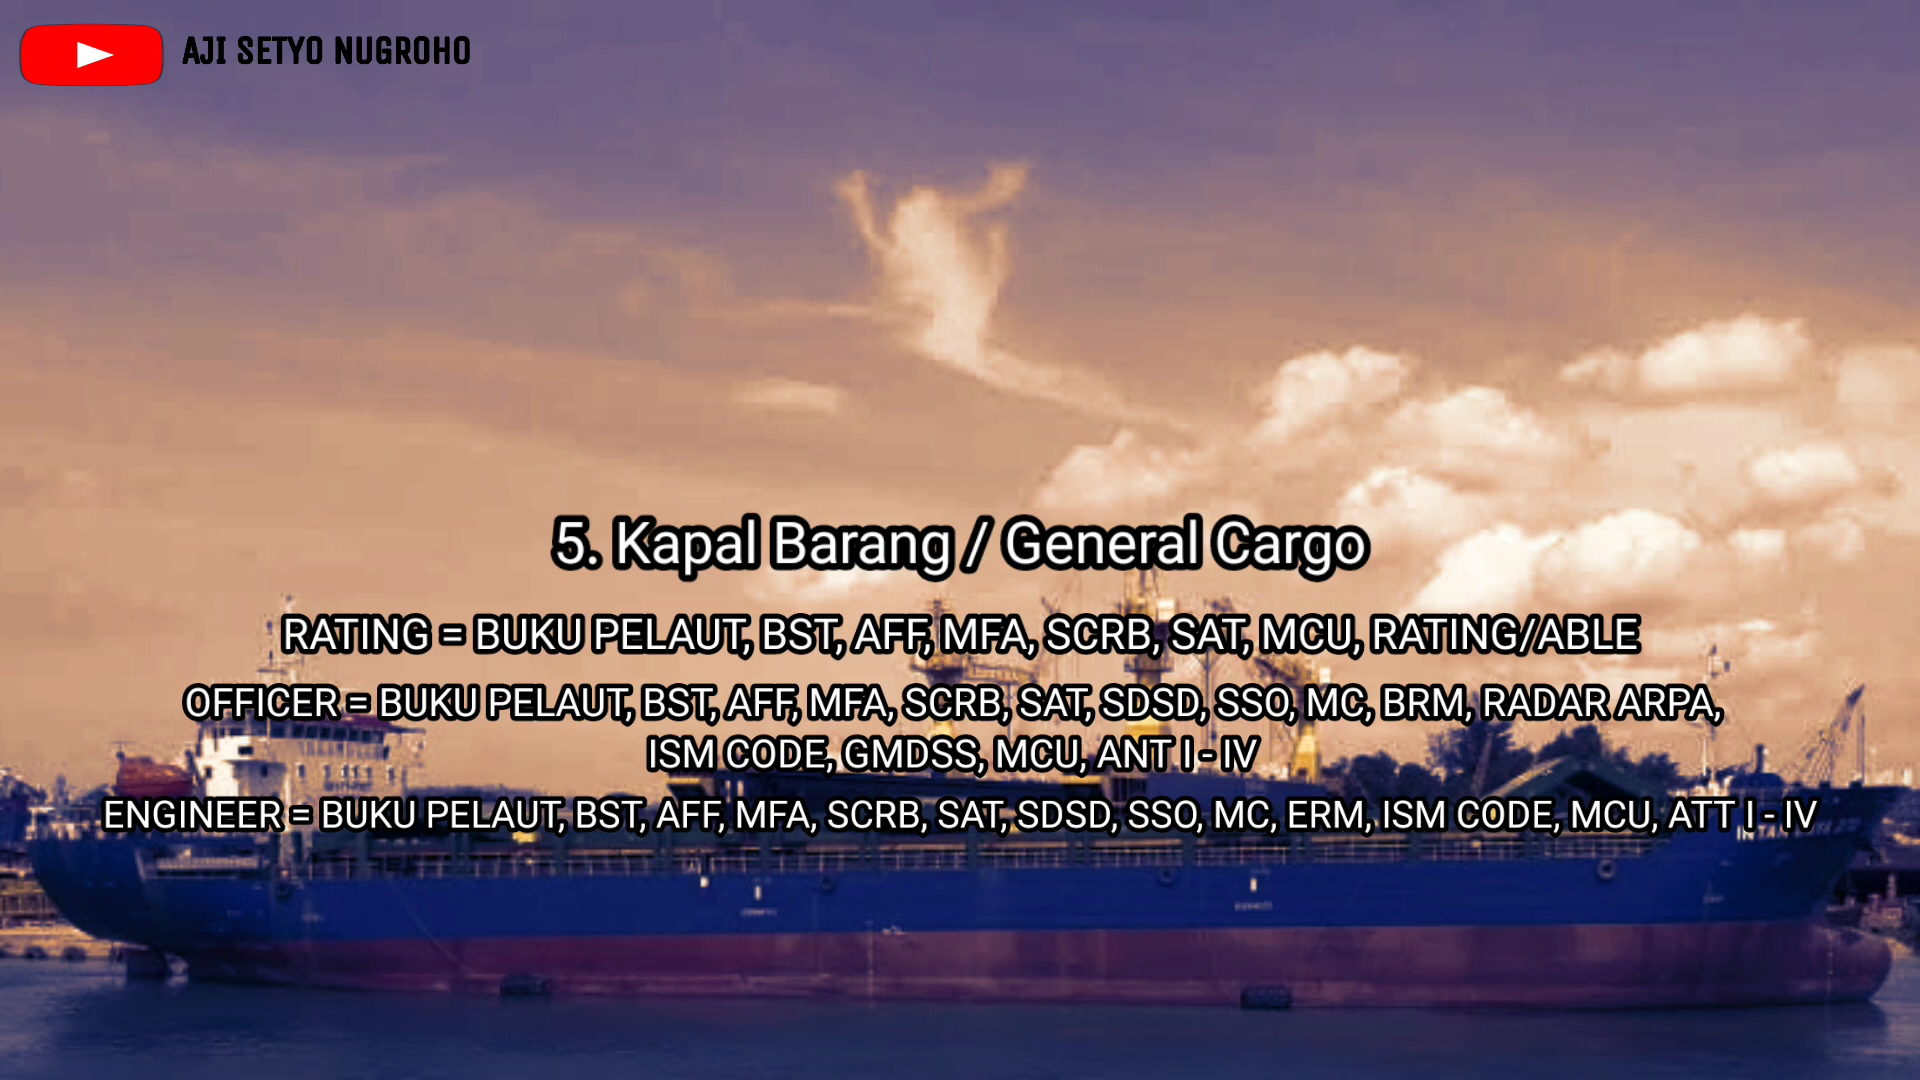 AJI SETYO NUGROHO
5. Kapal Barang / General Cargo
RATING = BUKU PELAUT, BST, AFF, MFA, SCRB, SAT, MCU, RATING/ABLE
OFFICER = BUKU PELAUT, BST, AFF, MFA, SCRB, SAT, SDSD, SSO, MC, BRM, RADAR ARPA,
ISM CODE, GMDSS, MCU, ANT I - IV
ENGINEER = BUKU PELAUT, BST, AFF, MFA, SCRB, SAT, SDSD, SSO, MC, ERM, ISM CODE, MCU, ATT I - IV